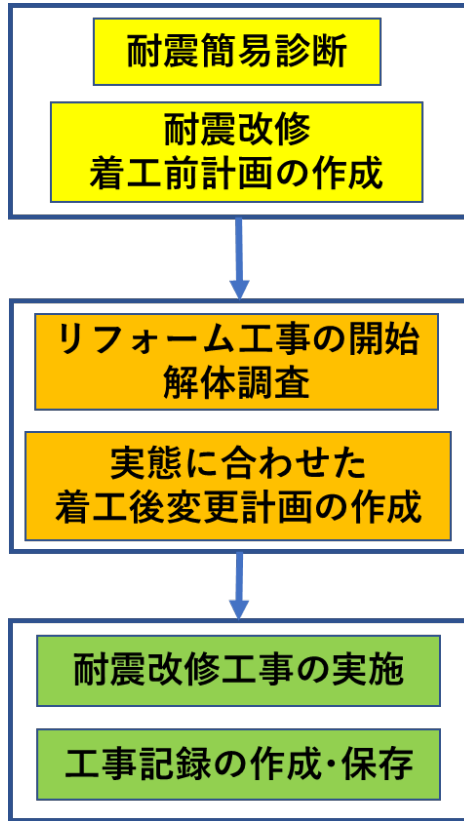 耐震簡易診断
耐震改修
着工前計画の作成
リフォーム工事の開始
解体調査
実態に合わせた
着工後変更計画の作成
耐震改修工事の実施
工事記録の作成･保存